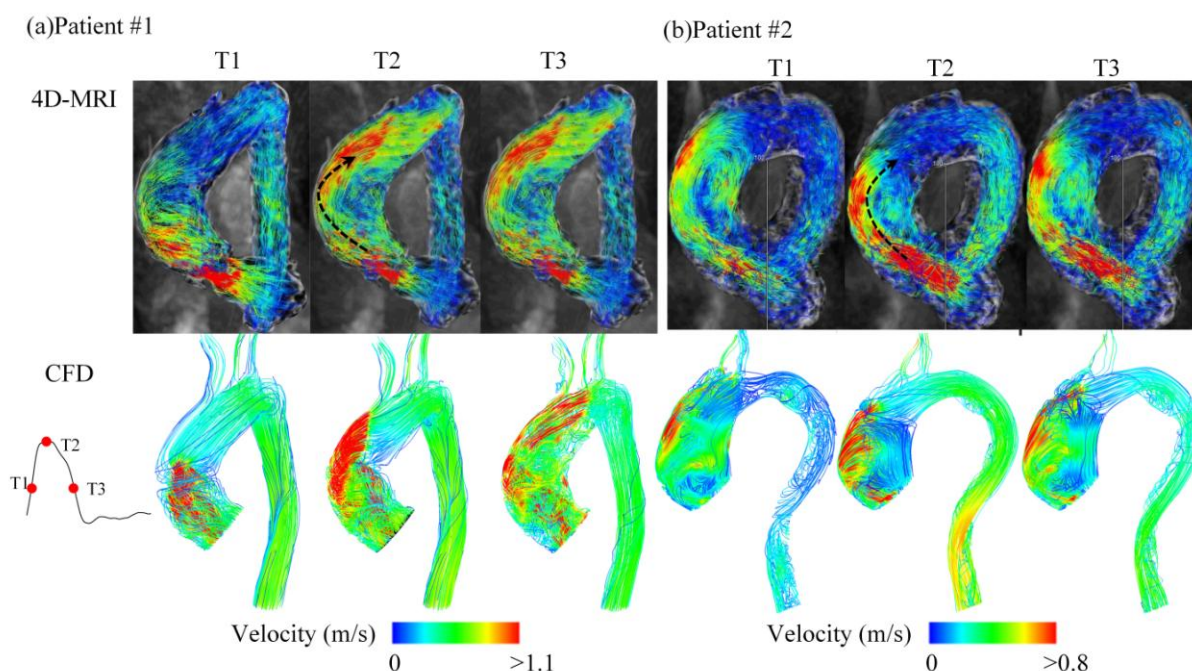 (a)Patient #1
(b)Patient #2
T1 T2 T3 T1 T2 T3
4D-MRI
CFD
T2
T1
T3
Velocity (m/s)
0 >1.1
Velocity (m/s)
0 >0.8